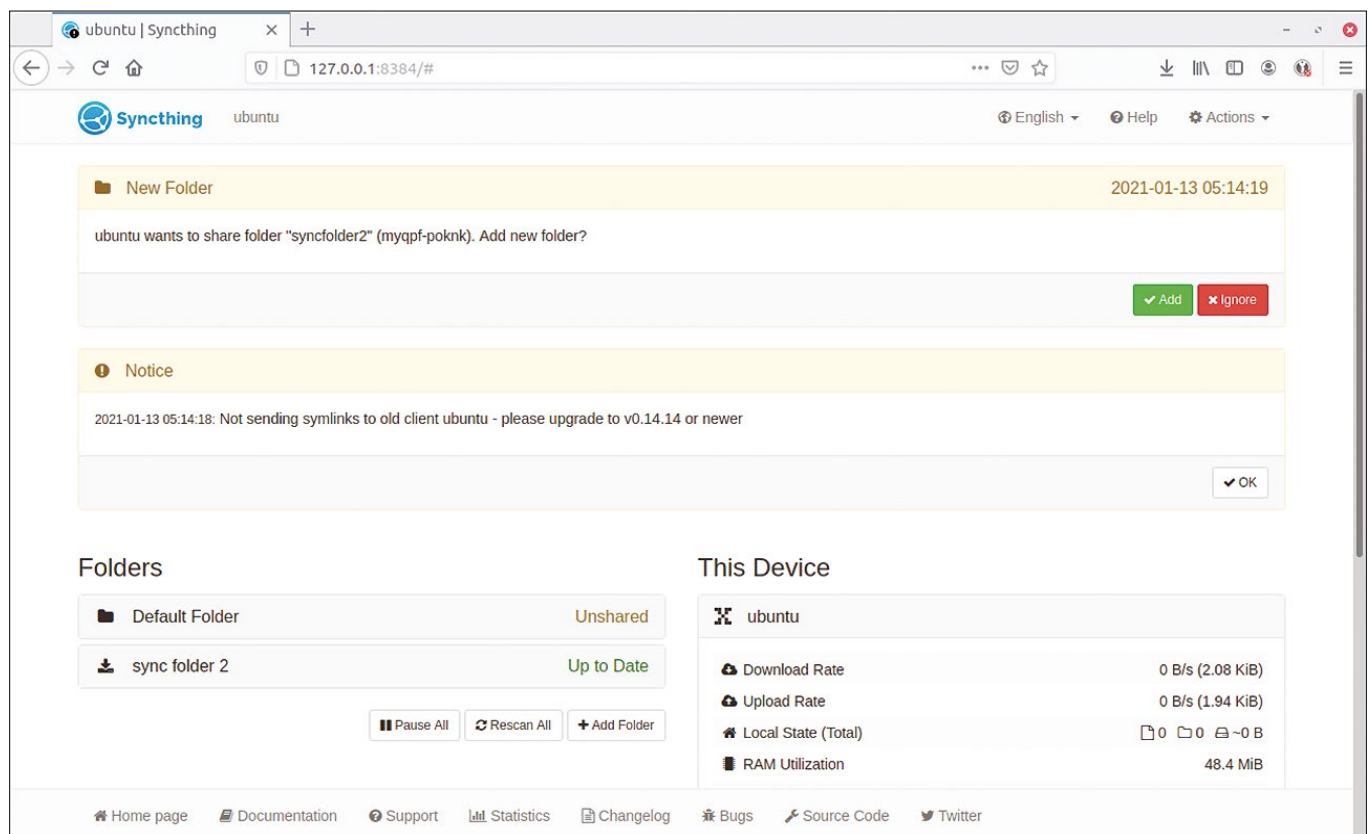 ubuntu | Syncthing
127.0.0.1:8384/#
Syncthing ubuntu English Help Actions
New Folder 2021-01-13 05:14:19
ubuntu wants to share folder "syncfolder2" (myqpf-poknk). Add new folder?
Add Ignore
Notice
2021-01-13 05:14:18: Not sending symlinks to old client ubuntu - please upgrade to v0.14.14 or newer
OK
Folders
Default Folder Unshared
sync folder 2 Up to Date
Pause All Rescan All Add Folder
This Device
ubuntu
Download Rate 0 B/s (2.08 KiB)
Upload Rate 0 B/s (1.94 KiB)
Local State (Total) 0 0 ~0 B
RAM Utilization 48.4 MiB
Home page Documentation Support Statistics Changelog Bugs Source Code Twitter